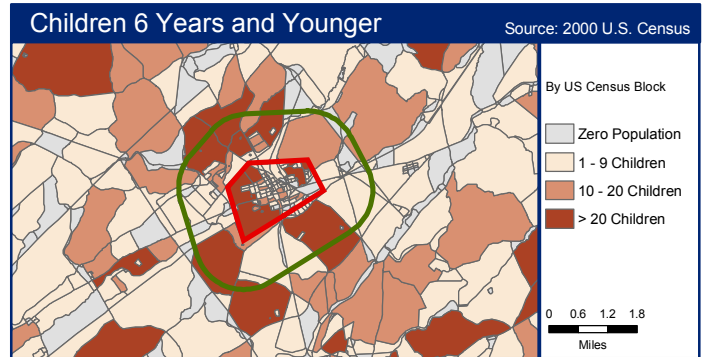 Children 6 Years and Younger
Source: 2000 U.S. Census
By US Census Block
Zero Population
1 - 9 Children
10 - 20 Children
> 20 Children
0 0.6 1.2 1.8
Miles